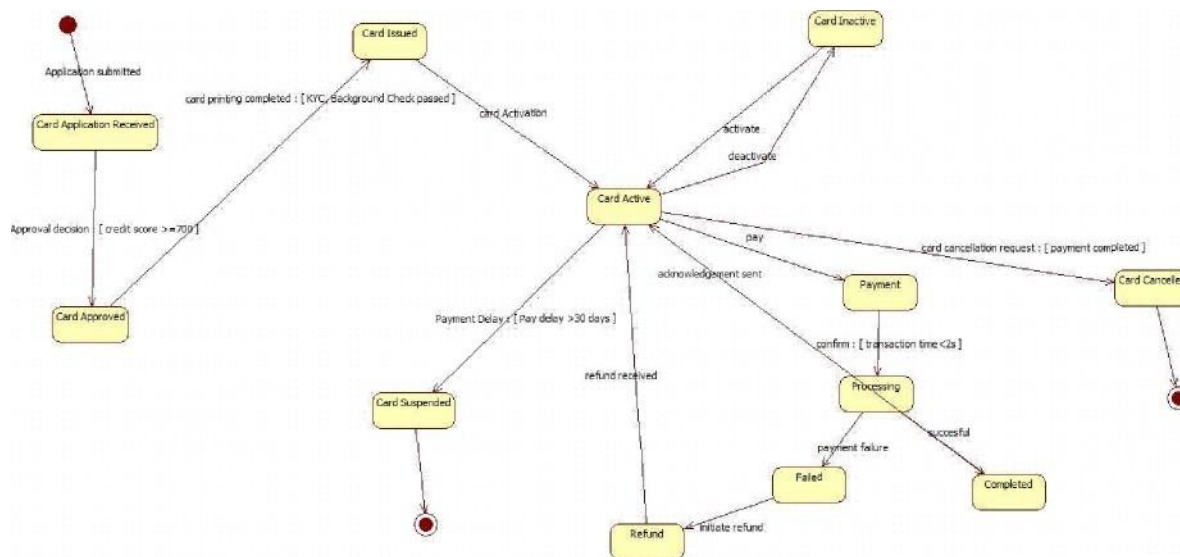 Card Issued
Card Inactive
Application submitted
card printing completed : [ KYC, Background Check passed ]
card Activation
Card Application Received
activate
deactivate
Card Active
Approval decision : [ credit score >=700 ]
pay
card cancellation request : [ payment completed ]
acknowledgement sent
Payment
Card Cancelle
Card Approved
Payment Delay : [ Pay delay >30 days ]
confirm : [ transaction time<2s ]
refund received
Processing
Card Suspended
succesful
payment failure
Failed
Completed
initiate refund
Refund